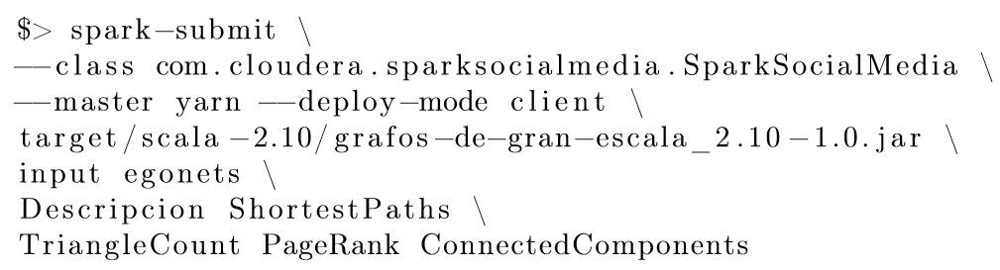 $> spark-submit \
--class com.cloudera.sparksocialmedia.SparkSocialMedia \
--master yarn --deploy-mode client \
target/scala-2.10/grafos-de-gran-escala_2.10-1.0.jar \
input egonets \
Descripcion ShortestPaths \
TriangleCount PageRank ConnectedComponents